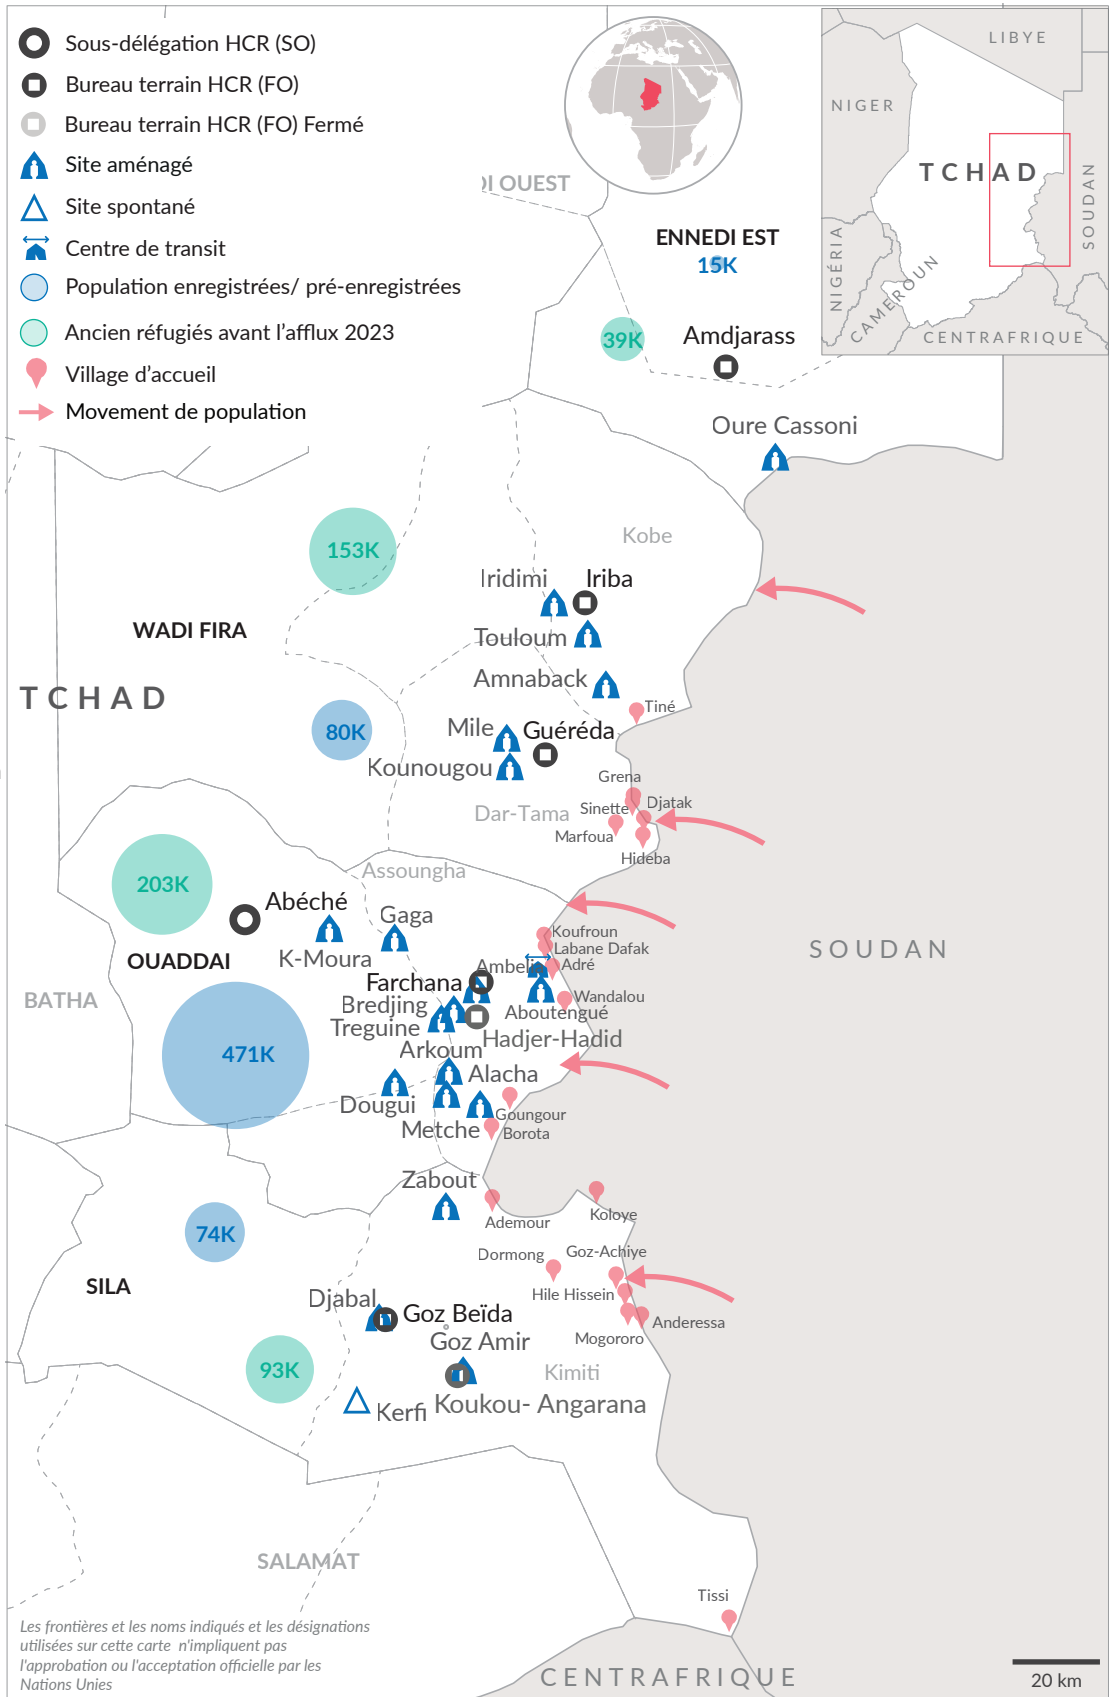 Sous-délégation HCR (SO)
Bureau terrain HCR (FO)
Bureau terrain HCR (FO) Fermé
Site aménagé
Site spontané
Centre de transit
Population enregistrées/ pré-enregistrées
Ancien réfugiés avant l'afflux 2023
Village d'accueil
Movement de population
LIBYE
NIGER
TCHAD
SOUDAN
NIGÉRIA
CAMEROUN
CENTRAFRIQUE
DI OUEST
ENNEDI EST
15K
39K
Amdjarass
Oure Cassoni
Kobe
153K
Iridimi
Iriba
WADI FIRA
Touloum
Amnaback
TCHAD
Tiné
80K
Mile
Guéréda
Kounougou
Grena
Sinette
Djatak
Dar-Tama
Marfoua
Hideba
Assoungha
203K
Abéché
Gaga
Koufroun
Labane Dafak
OUADDAI
K-Moura
Ambelia
Adré
SOUDAN
Farchana
BATHA
Bredjing
Wandalou
Treguine
Aboutengué
Hadjer-Hadid
471K
Arkoum
Alacha
Dougui
Goungour
Metche
Borota
Zabout
Ademour
Koloye
74K
Dormong
Goz-Achiye
SILA
Hile Hissein
Djabal
Goz Beïda
Anderessa
Goz Amir
Mogororo
93K
Kimiti
Kerfi
Koukou- Angarana
SALAMAT
Tissi
Les frontières et les noms indiqués et les désignations
utilisées sur cette carte n'impliquent pas
l'approbation ou l'acceptation officielle par les
Nations Unies
CENTRAFRIQUE
20 km